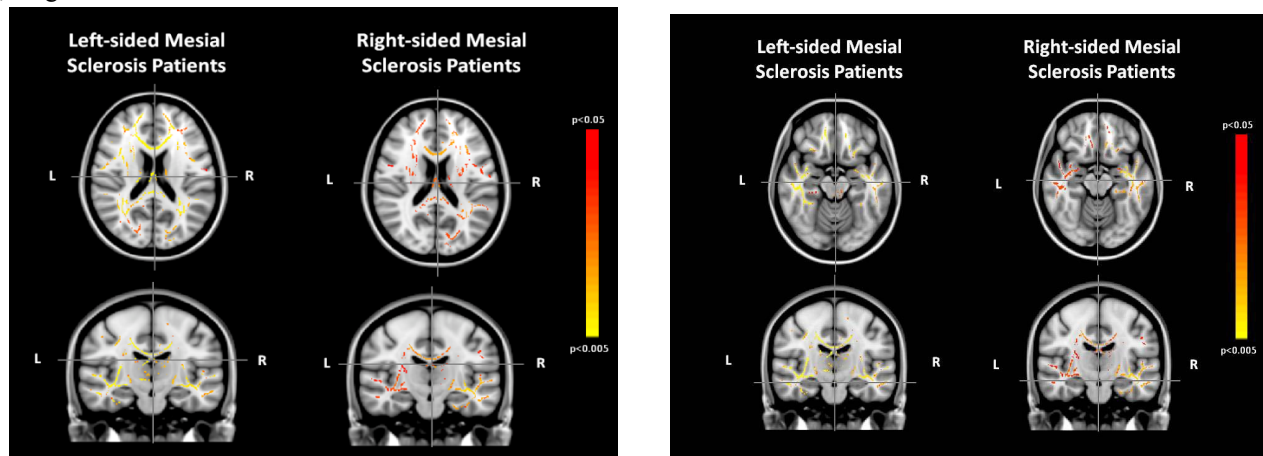 Left-sided Mesial
Sclerosis Patients
Right-sided Mesial
Sclerosis Patients
p<0.05
L
R
L
R
p<0.005
L
R
L
R
Left-sided Mesial
Sclerosis Patients
Right-sided Mesial
Sclerosis Patients
p<0.05
L
R
L
R
p<0.005
L
R
L
R